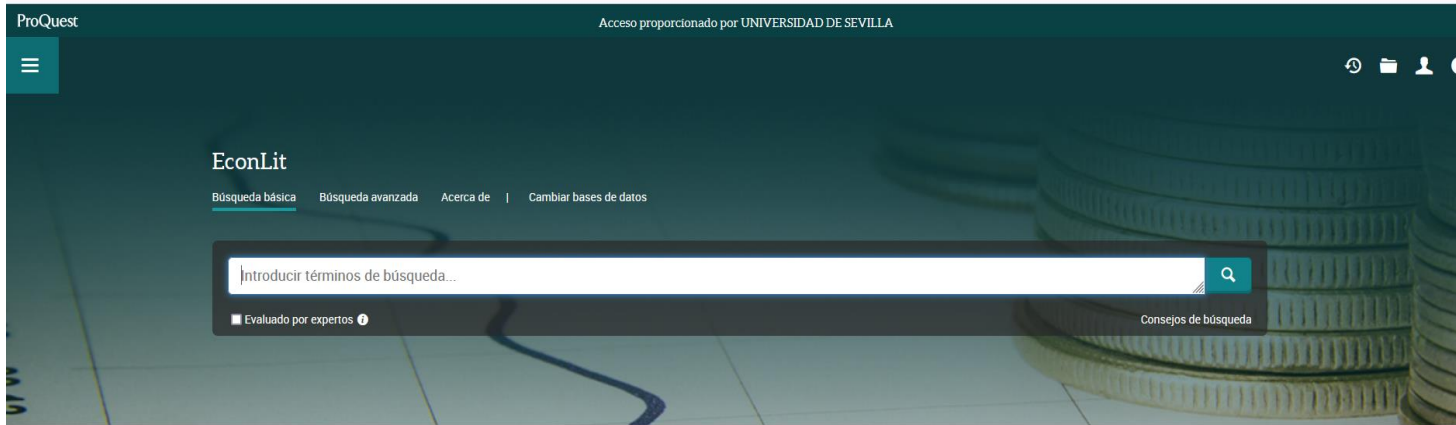 ProQuest
Acceso proporcionado por UNIVERSIDAD DE SEVILLA
EconLit
Búsqueda básica Búsqueda avanzada Acerca de | Cambiar bases de datos
Introducir términos de búsqueda...
Evaluado por expertos
Consejos de búsqueda